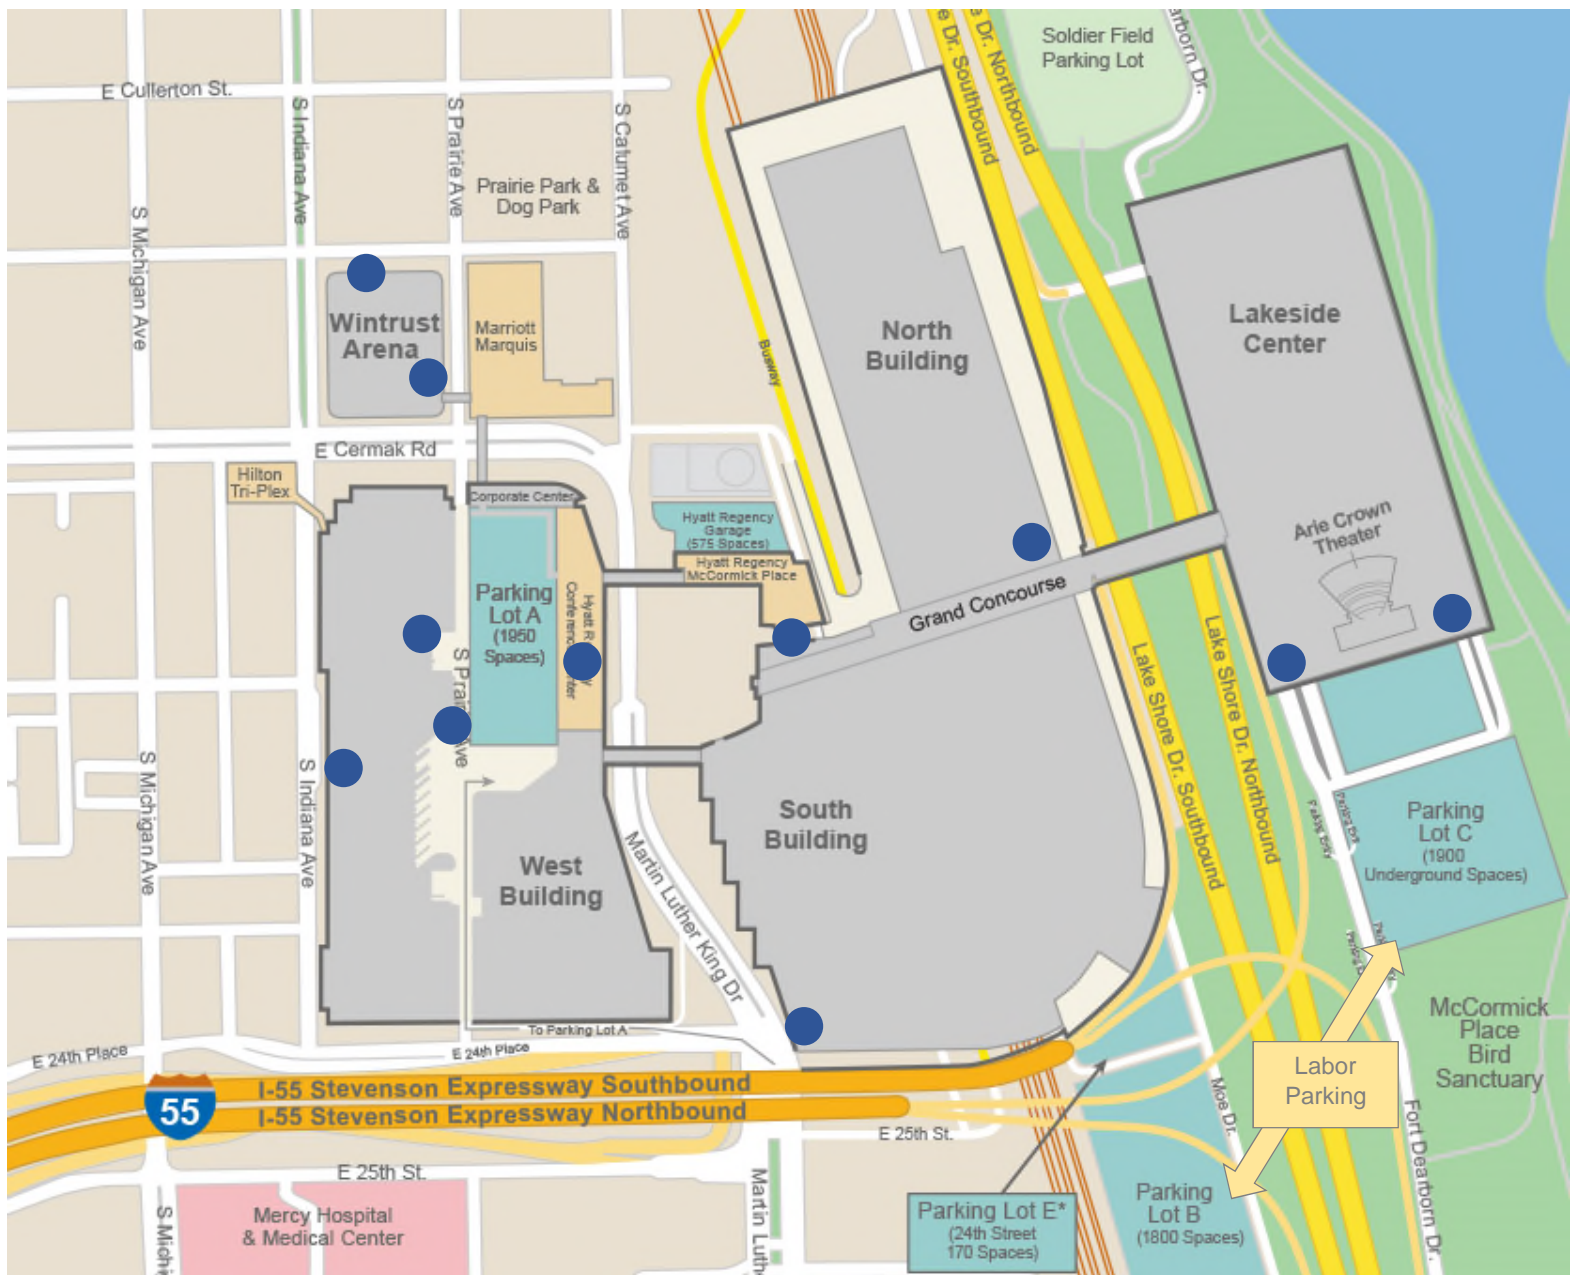 E Cullerton St.
S Indiana Ave
S Prairie Ave
S Calumet Ave
S Michigan Ave
Prairie Park &
Dog Park
Soldier Field
Parking Lot
Dr. Southbound
Dr. Northbound
Wintrust
Arena
Marriott
Marquis
Busway
North
Building
Lakeside
Center
E Cermak Rd
Hilton
Tri-Plex
Corporate Center
Hyatt Regency
Garage
(575 Spaces)
Hyatt Regency
McCormick Place
Arie Crown
Theater
Parking
Lot A
(1950
Spaces)
Grand Concourse
S Michigan Ave
S Indiana Ave
Lake Shore Dr. Southbound
Lake Shore Dr. Northbound
South
Building
West
Building
Martin Luther King Dr
Parking
Lot C
(1900
Underground Spaces)
Parking Entry
To Parking Lot A
E 24th Place
E 24th Place
I-55 Stevenson Expressway Southbound
I-55 Stevenson Expressway Northbound
55
E 25th St.
E 25th St.
Mercy Hospital
& Medical Center
Moe Dr.
Labor
Parking
McCormick
Place
Bird
Sanctuary
Fort Dearborn Dr.
Parking Lot E*
(24th Street
170 Spaces)
Parking
Lot B
(1800 Spaces)
Martin